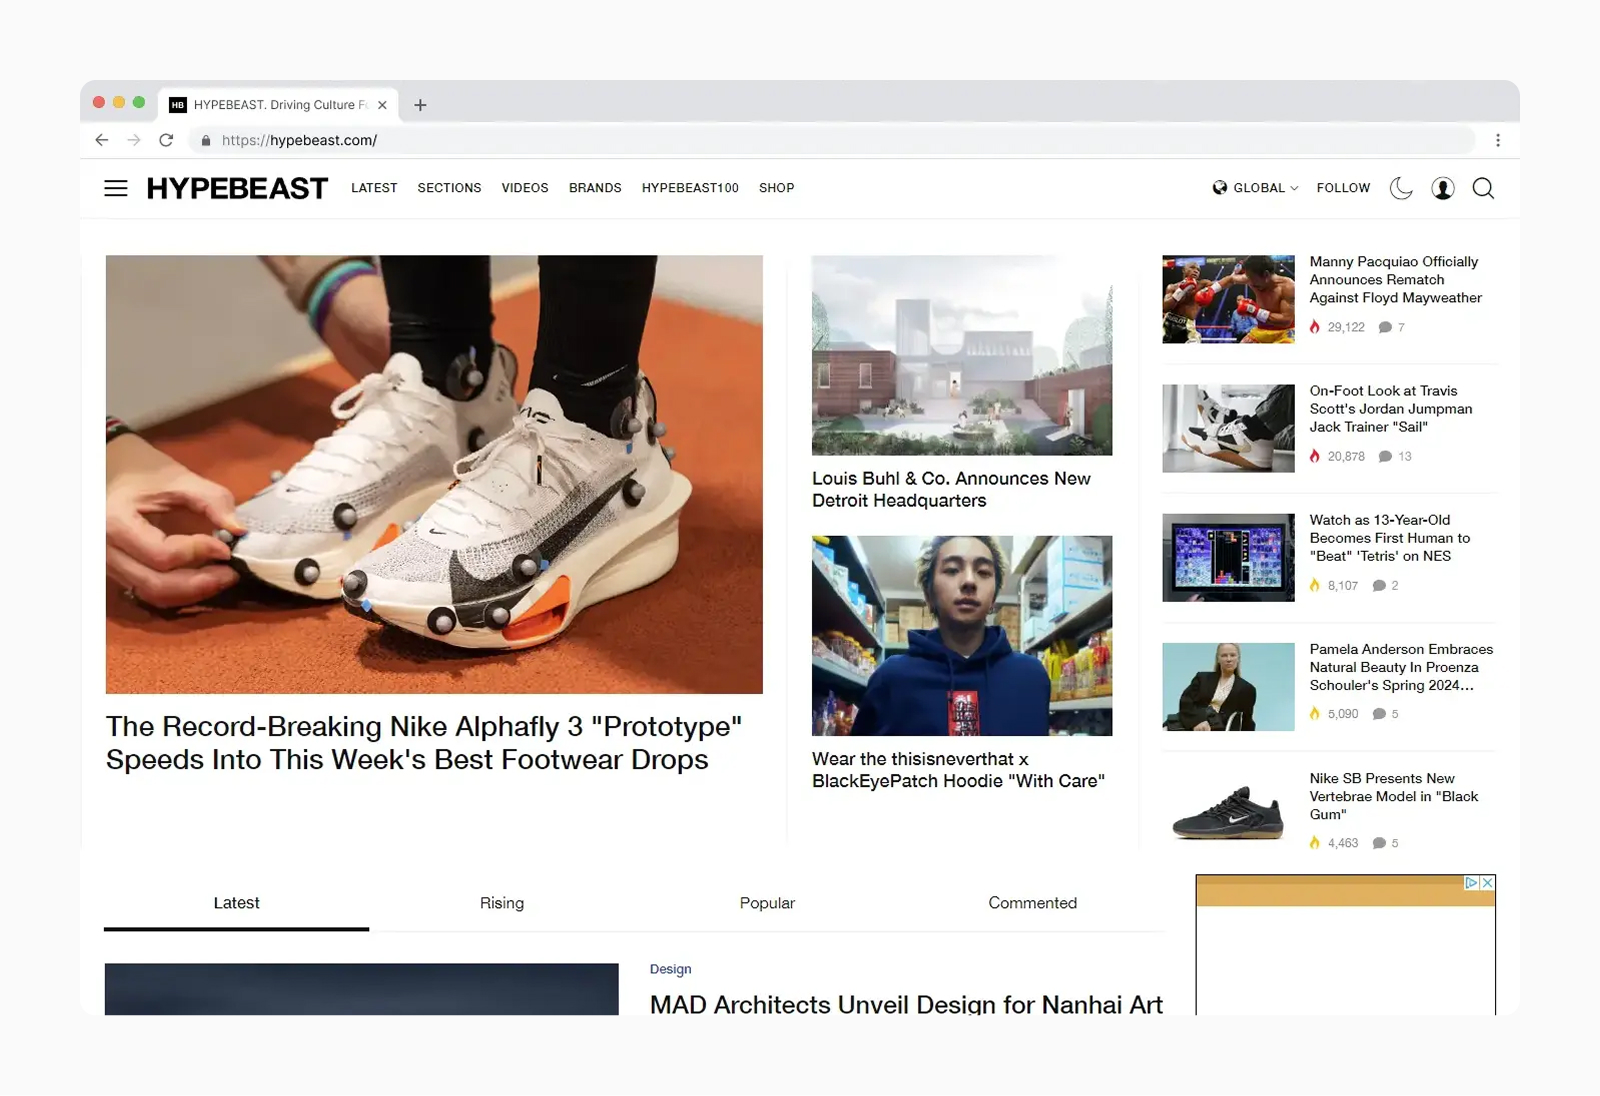 HB HYPEBEAST. Driving Culture F
https://hypebeast.com/
HYPEBEAST LATEST SECTIONS VIDEOS BRANDS HYPEBEAST100 SHOP GLOBAL FOLLOW
The Record-Breaking Nike Alphafly 3 "Prototype"
Speeds Into This Week's Best Footwear Drops
Louis Buhl & Co. Announces New
Detroit Headquarters
Wear the thisisneverthat x
BlackEyePatch Hoodie "With Care"
Manny Pacquiao Officially
Announces Rematch
Against Floyd Mayweather
29,122 7
On-Foot Look at Travis
Scott's Jordan Jumpman
Jack Trainer "Sail"
20,878 13
Watch as 13-Year-Old
Becomes First Human to
"Beat" 'Tetris' on NES
8,107 2
Pamela Anderson Embraces
Natural Beauty In Proenza
Schouler's Spring 2024...
5,090 5
Nike SB Presents New
Vertebrae Model in "Black
Gum"
4,463 5
Latest Rising Popular Commented
Design
MAD Architects Unveil Design for Nanhai Art